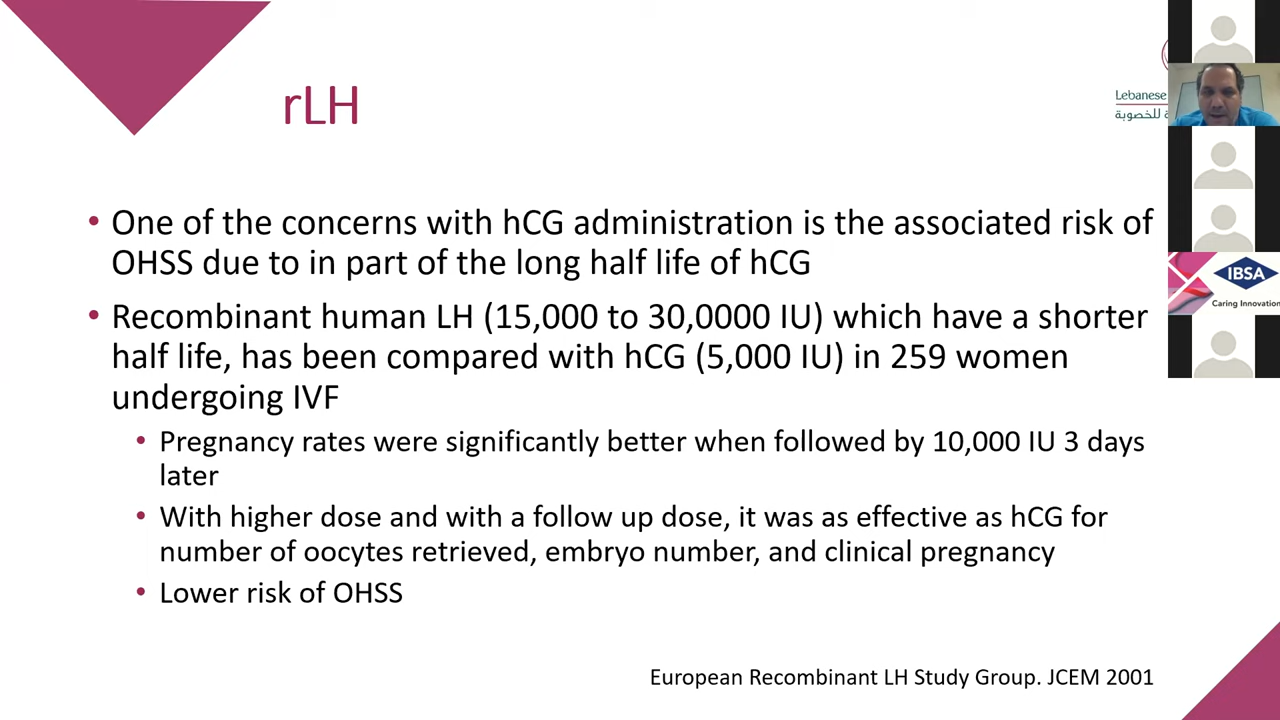 rLH
Lebanese
للخصوبة
IBSA
Caring Innovation
• One of the concerns with hCG administration is the associated risk of
OHSS due to in part of the long half life of hCG
• Recombinant human LH (15,000 to 30,0000 IU) which have a shorter
half life, has been compared with hCG (5,000 IU) in 259 women
undergoing IVF
• Pregnancy rates were significantly better when followed by 10,000 IU 3 days
later
• With higher dose and with a follow up dose, it was as effective as hCG for
number of oocytes retrieved, embryo number, and clinical pregnancy
• Lower risk of OHSS
European Recombinant LH Study Group. JCEM 2001